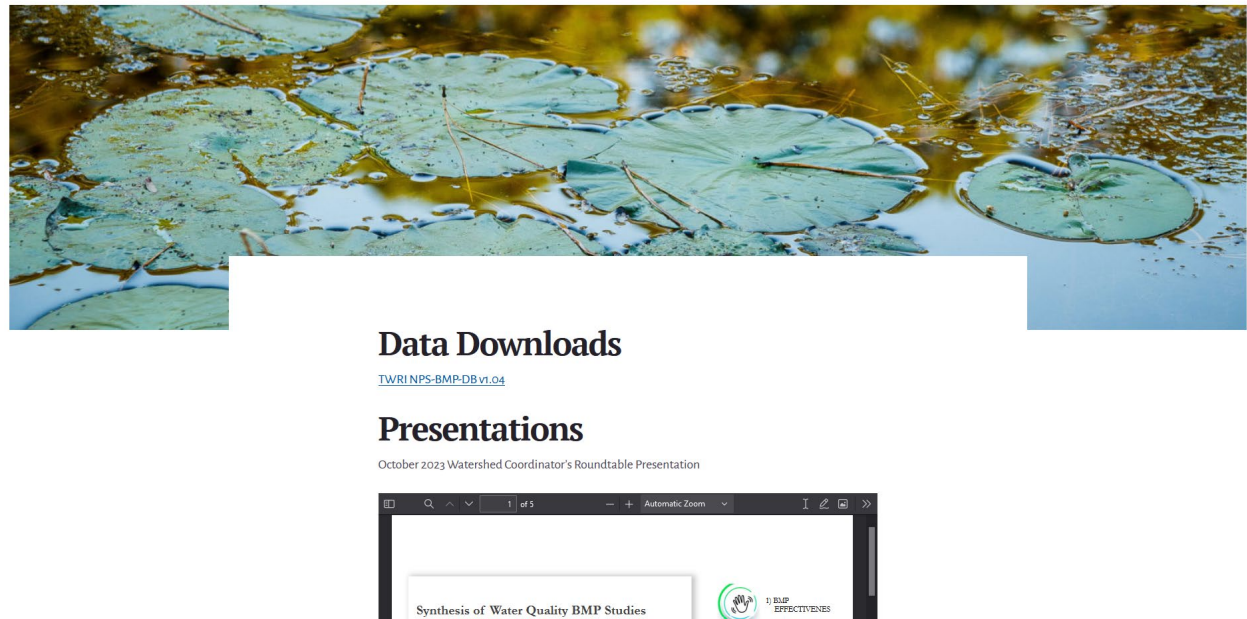 Data Downloads
TWRI NPS-BMP-DB v1.04
Presentations
October 2023 Watershed Coordinator's Roundtable Presentation
1 of 5
Automatic Zoom
Synthesis of Water Quality BMP Studies
1) BMP
EFFECTIVENES